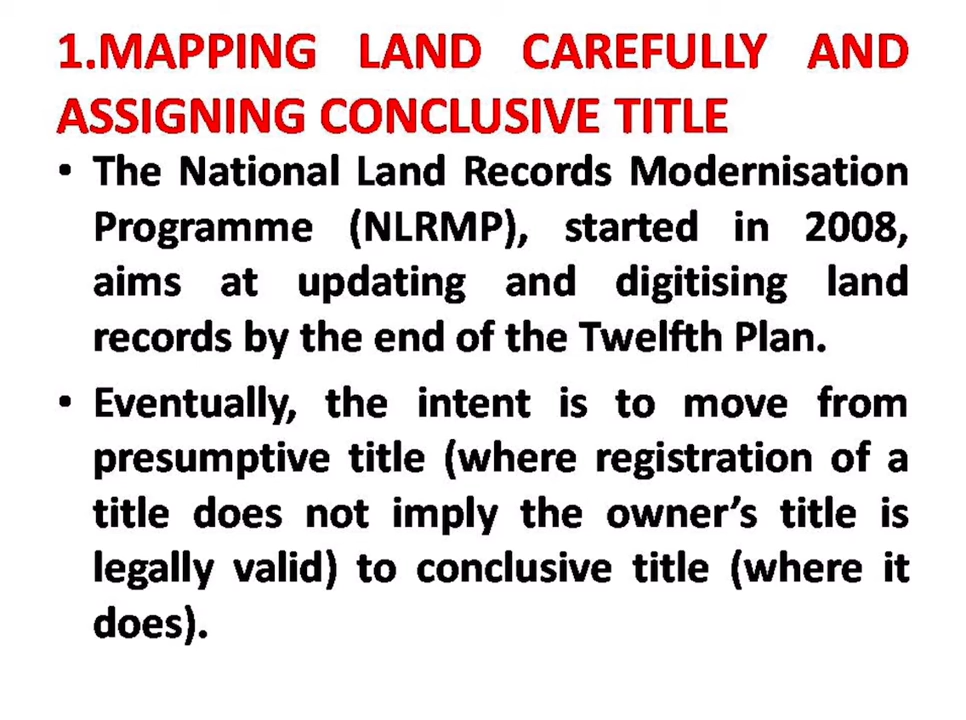 1.MAPPING LAND CAREFULLY AND
ASSIGNING CONCLUSIVE TITLE
• The National Land Records Modernisation
Programme (NLRMP), started in 2008,
aims at updating and digitising land
records by the end of the Twelfth Plan.
• Eventually, the intent is to move from
presumptive title (where registration of a
title does not imply the owner’s title is
legally valid) to conclusive title (where it
does).